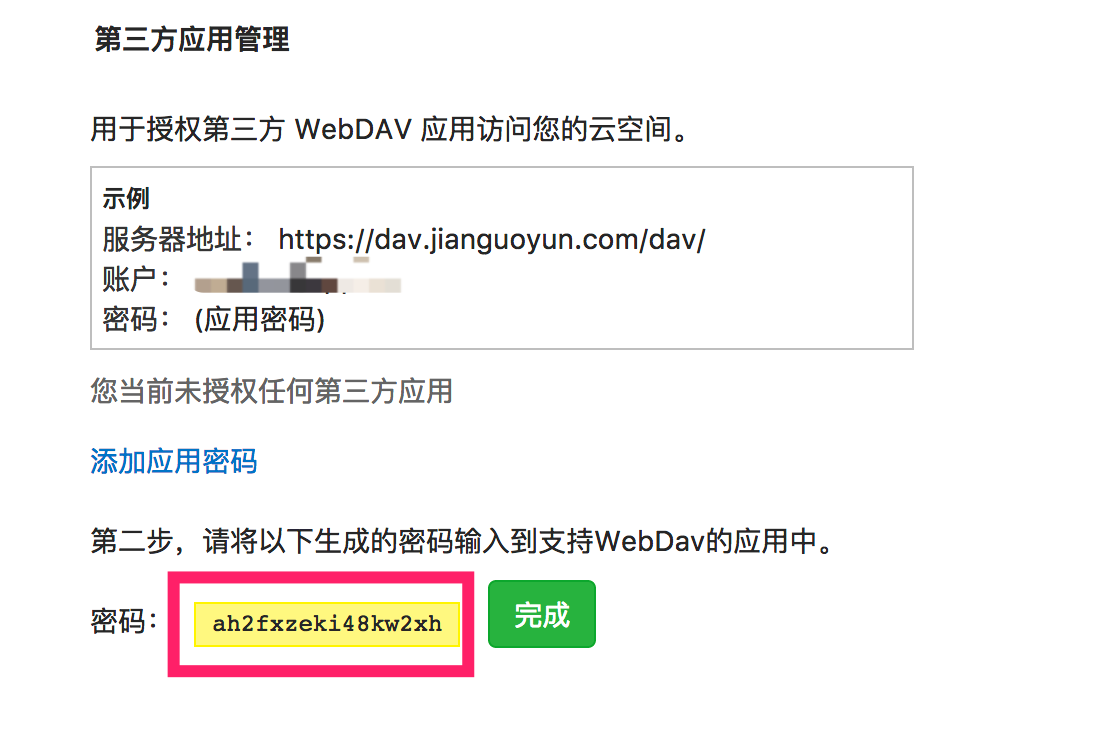 第三方应用管理
用于授权第三方 WebDAV 应用访问您的云空间。
示例
服务器地址： https://dav.jianguoyun.com/dav/
账户：
密码： (应用密码)
您当前未授权任何第三方应用
添加应用密码
第二步，请将以下生成的密码输入到支持WebDav的应用中。
密码： ah2fxzeki48kw2xh 完成